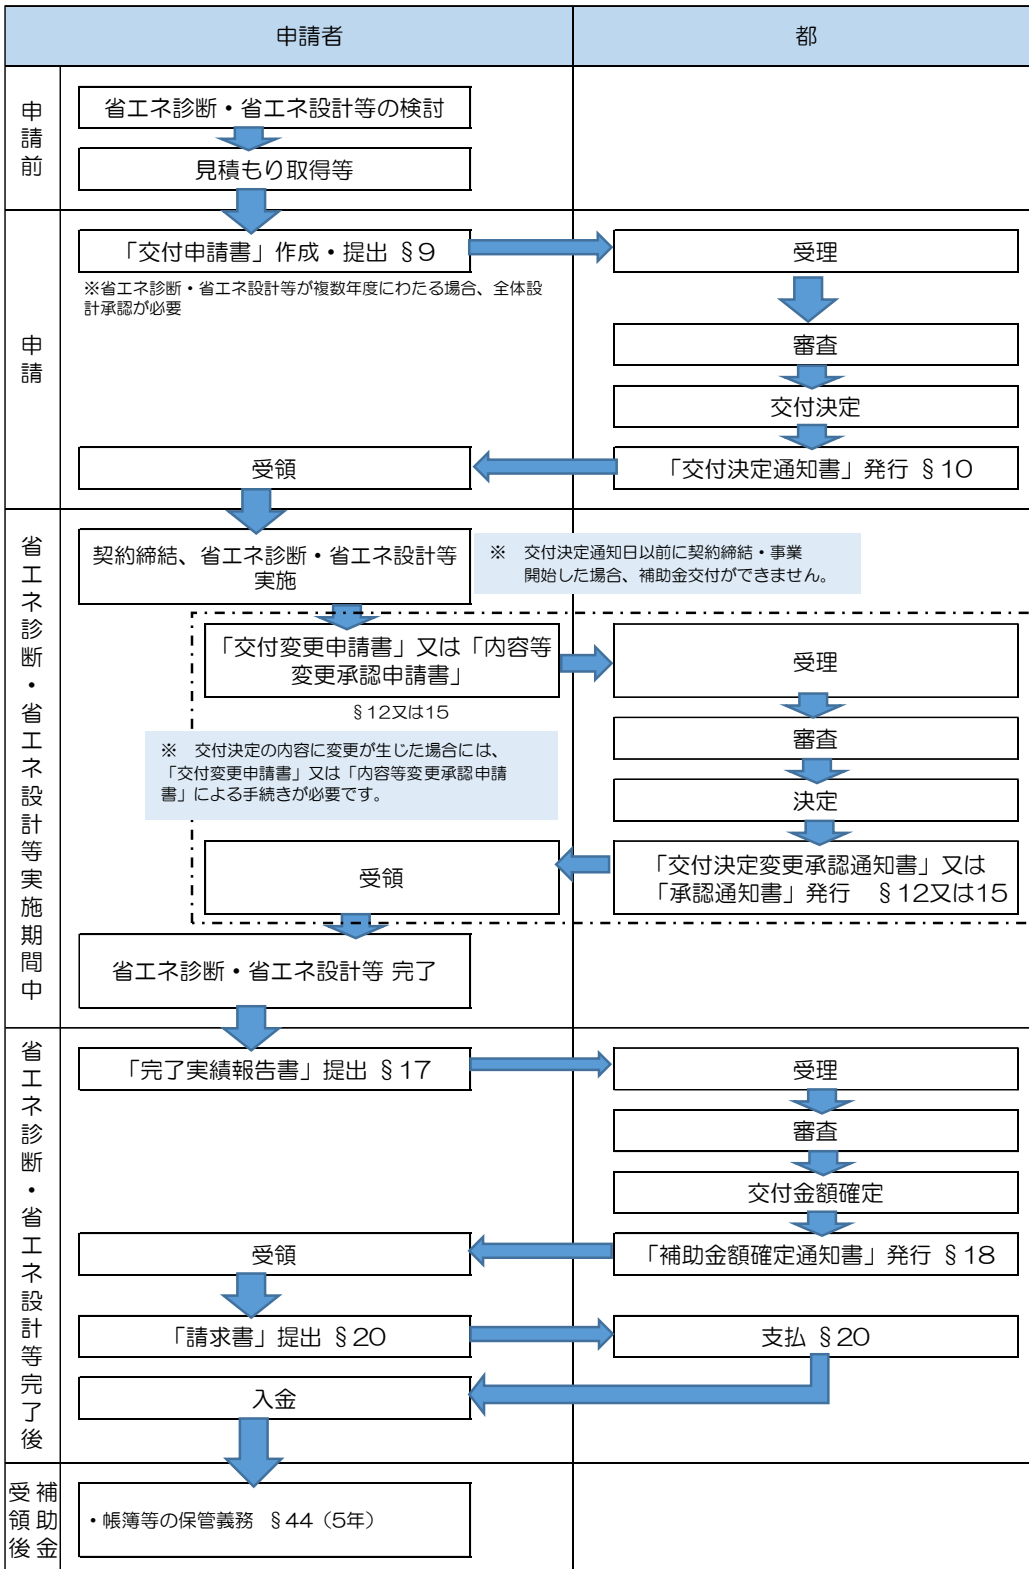 申請者
都
申請前
省エネ診断・省エネ設計等の検討
見積もり取得等
申請
「交付申請書」作成・提出 §9
※省エネ診断・省エネ設計等が複数年度にわたる場合、全体設
計承認が必要
受理
審査
交付決定
「交付決定通知書」発行 §10
受領
省エネ診断・省エネ設計等実施期間中
契約締結、省エネ診断・省エネ設計等
実施
※　交付決定通知日以前に契約締結・事業
開始した場合、補助金交付ができません。
「交付変更申請書」又は「内容等
変更承認申請書」
§12又は15
※　交付決定の内容に変更が生じた場合には、
「交付変更申請書」又は「内容等変更承認申請
書」による手続きが必要です。
受理
審査
決定
「交付決定変更承認通知書」又は
「承認通知書」発行　§12又は15
受領
省エネ診断・省エネ設計等 完了
省エネ診断・省エネ設計等完了後
「完了実績報告書」提出 §17
受理
審査
交付金額確定
「補助金額確定通知書」発行 §18
受領
「請求書」提出 §20
支払 §20
入金
補助金
受領後
・帳簿等の保管義務　§44（5年）